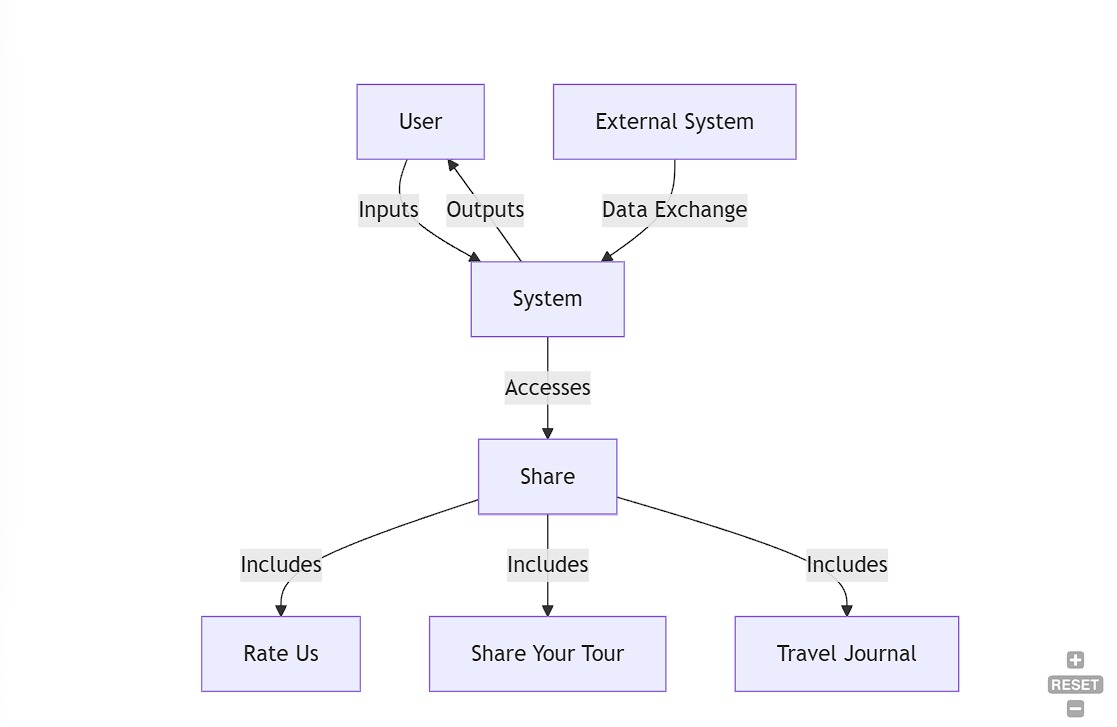 User
External System
Inputs
Outputs
Data Exchange
System
Accesses
Share
Includes
Includes
Includes
Rate Us
Share Your Tour
Travel Journal
RESET